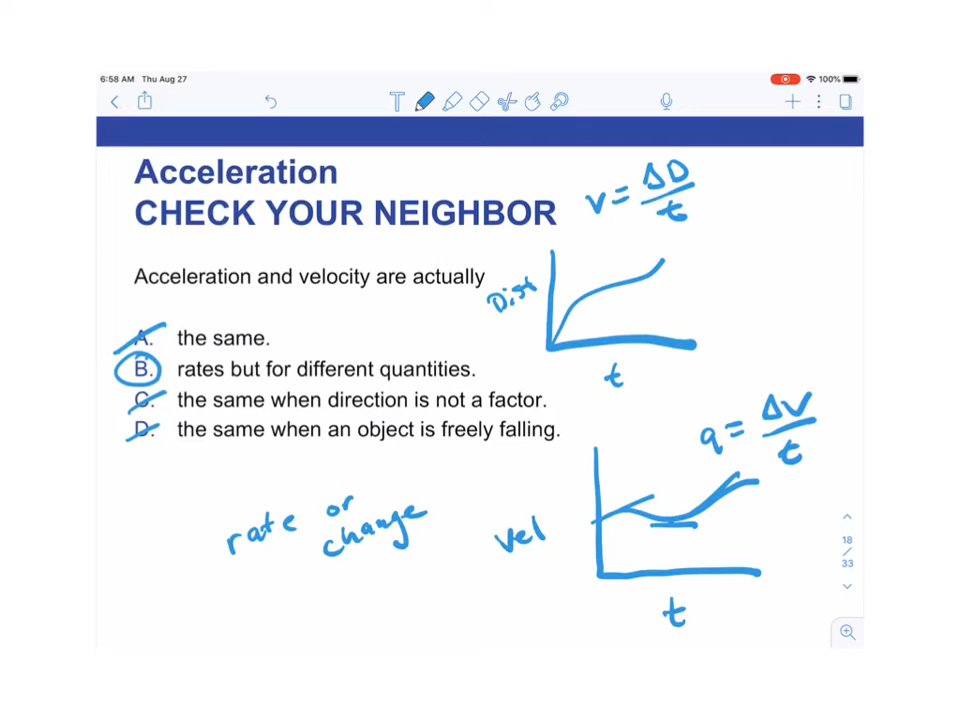 6:58 AM Thu Aug 27
100%
T
Acceleration
CHECK YOUR NEIGHBOR
v = ΔD/t
Acceleration and velocity are actually
Dist
t
A. the same.
B. rates but for different quantities.
C. the same when direction is not a factor.
D. the same when an object is freely falling.
a = ΔV/t
rate or change
vel
t
18
/
33